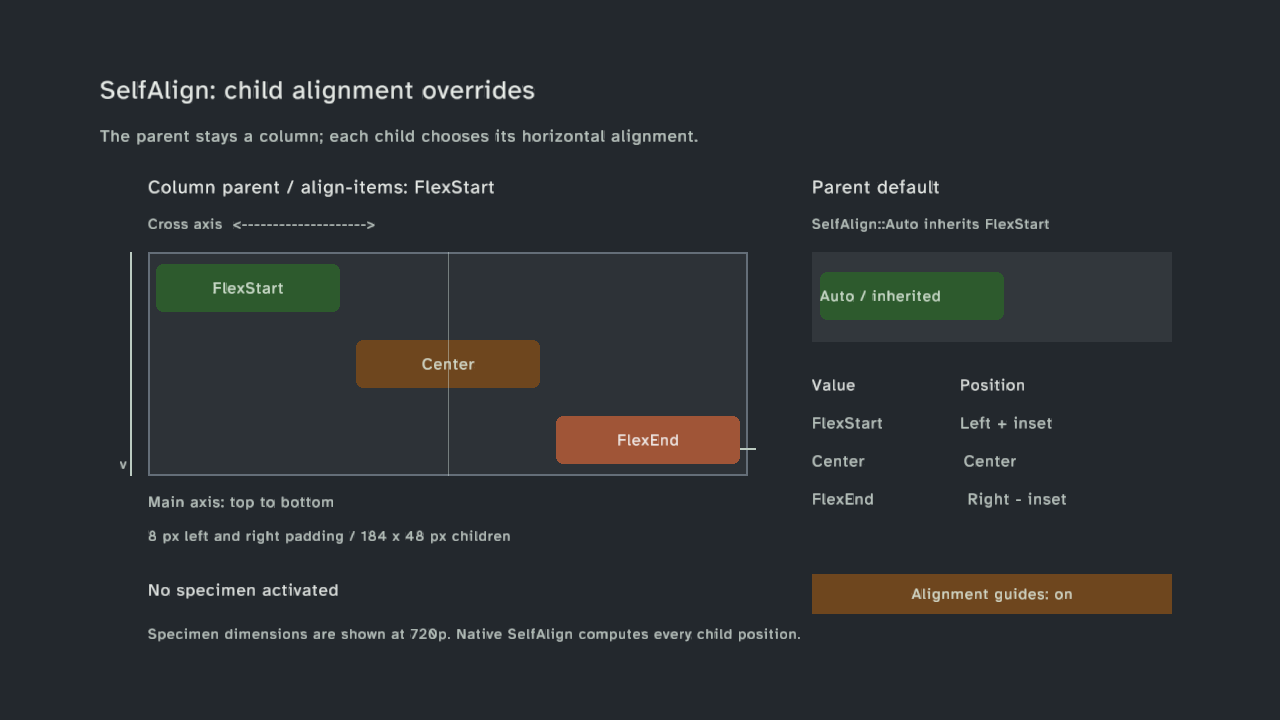 SelfAlign: child alignment overrides
The parent stays a column; each child chooses its horizontal alignment.
Column parent / align-items: FlexStart
Cross axis <-------------------->
FlexStart
Center
FlexEnd
v
Main axis: top to bottom
8 px left and right padding / 184 x 48 px children
No specimen activated
Specimen dimensions are shown at 720p. Native SelfAlign computes every child position.
Parent default
SelfAlign::Auto inherits FlexStart
Auto / inherited
Value Position
FlexStart Left + inset
Center Center
FlexEnd Right - inset
Alignment guides: on